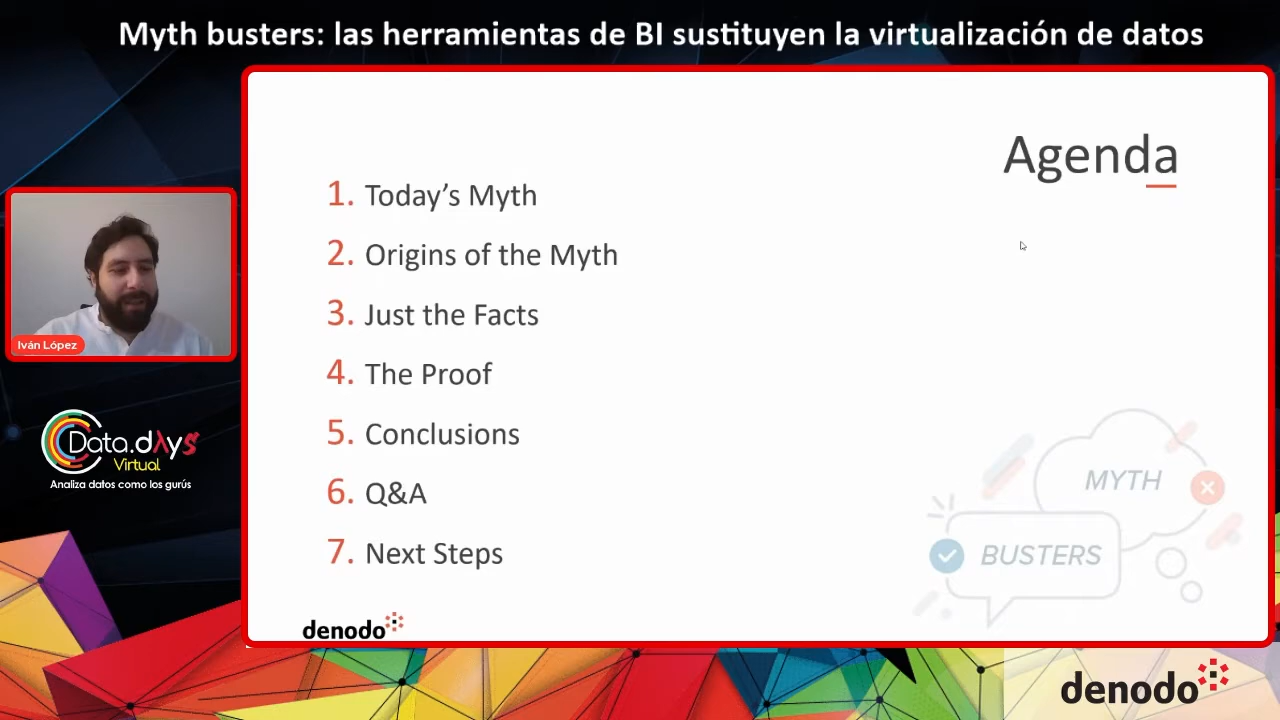 Myth busters: las herramientas de BI sustituyen la virtualización de datos
Agenda
1. Today’s Myth
2. Origins of the Myth
3. Just the Facts
4. The Proof
5. Conclusions
6. Q&A
7. Next Steps
MYTH
BUSTERS
denodo
Iván López
Data.dAys
Virtual
Analiza datos como los gurús
denodo